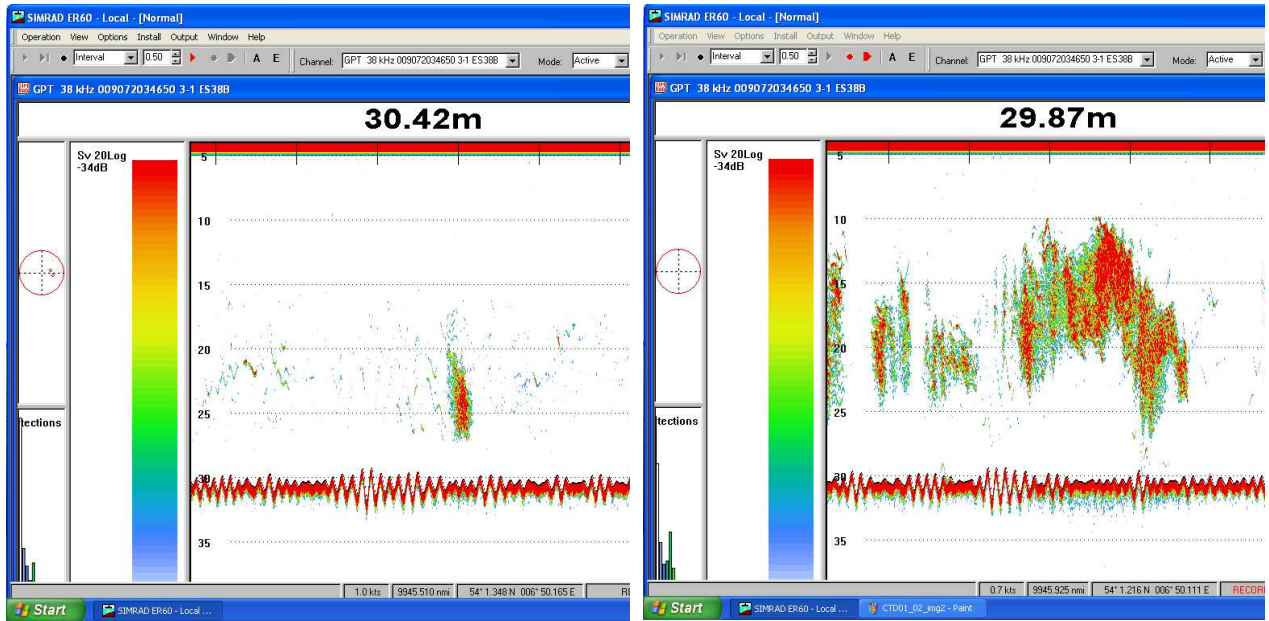 SIMRAD ER60 - Local - [Normal]
Operation View Options Install Output Window Help
Interval 0.50 A E Channel: GPT 38 kHz 009072034650 3-1 ES38B Mode: Active
GPT 38 kHz 009072034650 3-1 ES38B
30.42m
Sv 20Log
-34dB
5
10
15
20
25
30
35
tections
1.0 kts 9945.510 nmi 54° 1.348 N 006° 50.165 E RE
Start SIMRAD ER60 - Local ...
SIMRAD ER60 - Local - [Normal]
Operation View Options Install Output Window Help
Interval 0.50 A E Channel: GPT 38 kHz 009072034650 3-1 ES38B Mode: Active
GPT 38 kHz 009072034650 3-1 ES38B
29.87m
Sv 20Log
-34dB
5
10
15
20
25
30
35
tections
0.7 kts 9945.925 nmi 54° 1.216 N 006° 50.111 E RECOR
Start SIMRAD ER60 - Local ... CTD01_02_img2 - Paint